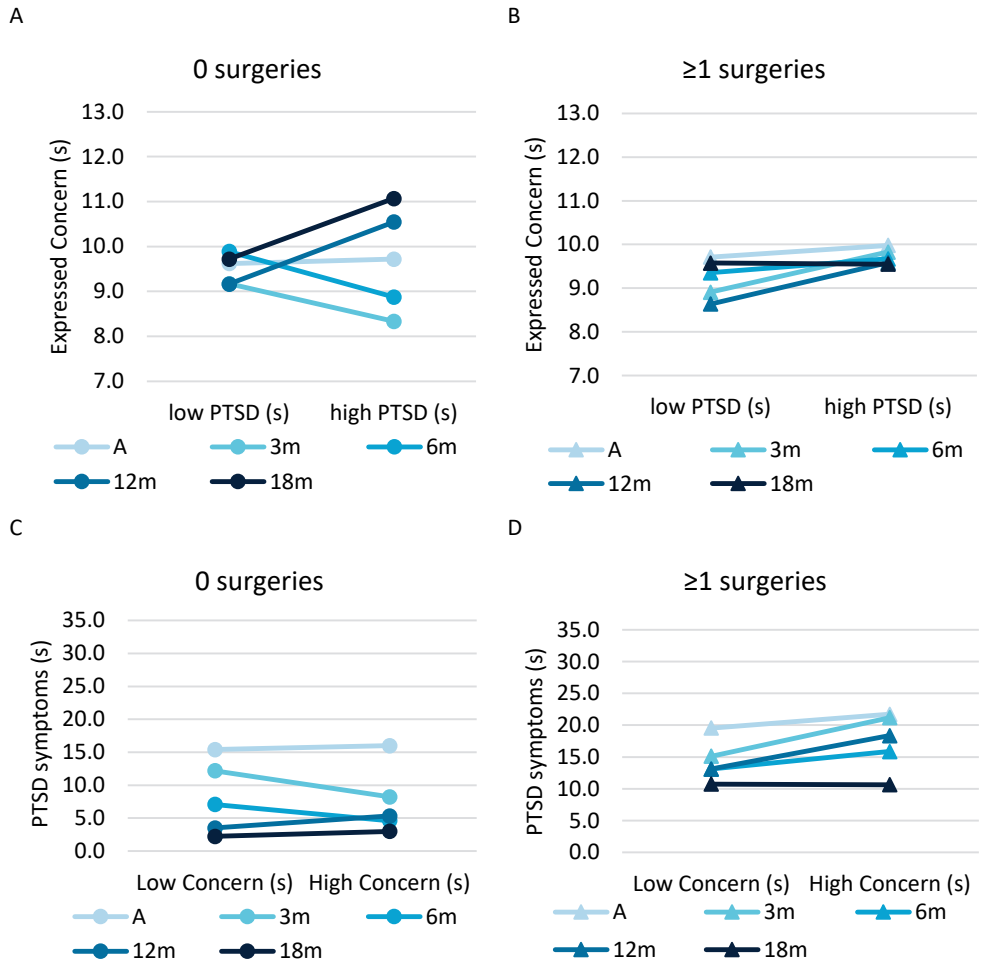 A
0 surgeries
Expressed Concern (s)
13.0
12.0
11.0
10.0
9.0
8.0
7.0
low PTSD (s) high PTSD (s)
A 3m 6m
12m 18m
B
≥1 surgeries
Expressed Concern (s)
13.0
12.0
11.0
10.0
9.0
8.0
7.0
low PTSD (s) high PTSD (s)
A 3m 6m
12m 18m
C
0 surgeries
PTSD symptoms (s)
35.0
30.0
25.0
20.0
15.0
10.0
5.0
0.0
Low Concern (s) High Concern (s)
A 3m 6m
12m 18m
D
≥1 surgeries
PTSD symptoms (s)
35.0
30.0
25.0
20.0
15.0
10.0
5.0
0.0
Low Concern (s) High Concern (s)
A 3m 6m
12m 18m